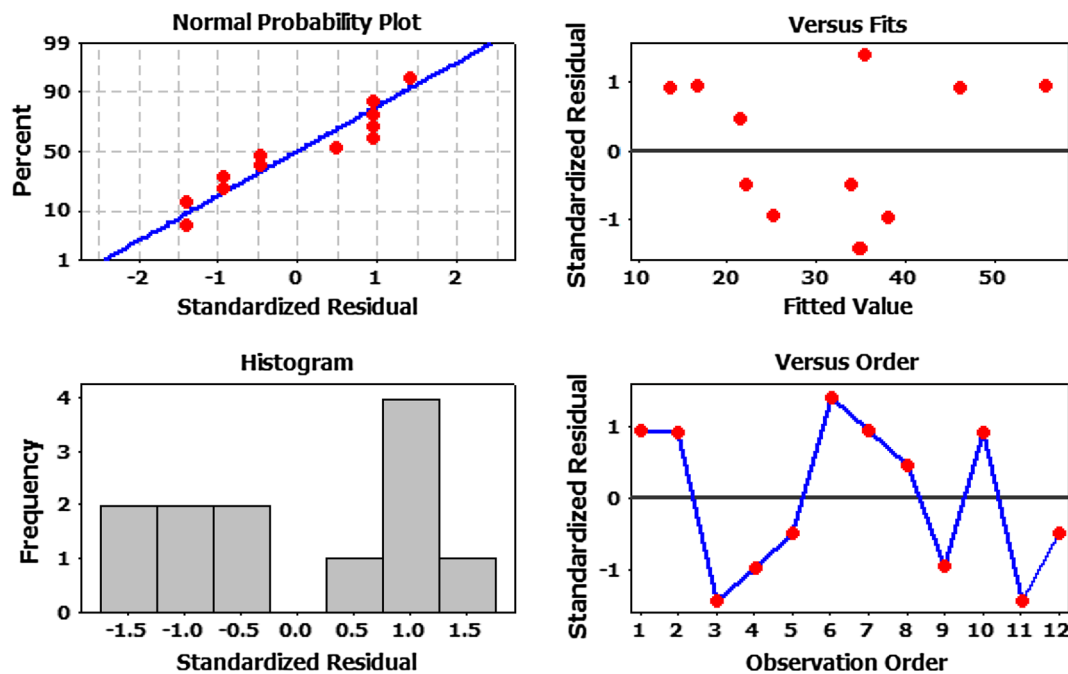 Normal Probability Plot
99
90
50
10
1
Percent
-2 -1 0 1 2
Standardized Residual
Versus Fits
1
0
-1
Standardized Residual
10 20 30 40 50
Fitted Value
Histogram
4
3
2
1
0
Frequency
-1.5 -1.0 -0.5 0.0 0.5 1.0 1.5
Standardized Residual
Versus Order
1
0
-1
Standardized Residual
1 2 3 4 5 6 7 8 9 10 11 12
Observation Order